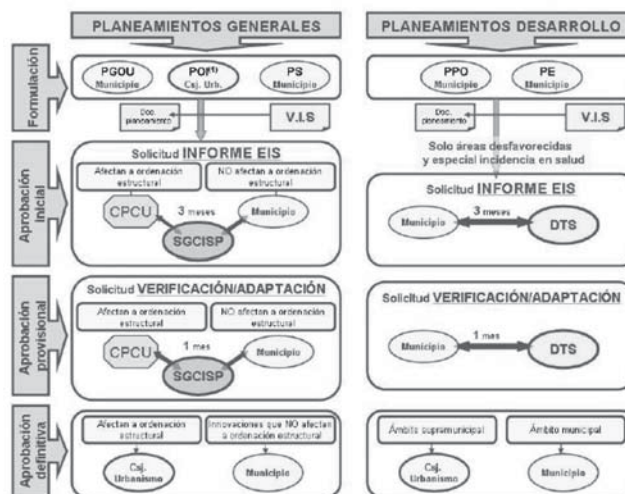 PLANEAMIENTOS GENERALES
PLANEAMIENTOS DESARROLLO
Formulación
PGOU
Municipio
POI(1)
Csj. Urb.
PS
Municipio
PPO
Municipio
PE
Municipio
Doc. planeamiento
V.I.S
Doc. planeamiento
V.I.S
Solo áreas desfavorecidas
y especial incidencia en salud
Aprobación
inicial
Solicitud INFORME EIS
Afectan a ordenación
estructural
NO afectan a ordenación
estructural
CPCU
3 meses
Municipio
SGCISP
Solicitud INFORME EIS
Municipio
3 meses
DTS
Aprobación
provisional
Solicitud VERIFICACIÓN/ADAPTACIÓN
Afectan a ordenación
estructural
NO afectan a ordenación
estructural
CPCU
1 mes
Municipio
SGCISP
Solicitud VERIFICACIÓN/ADAPTACIÓN
Municipio
1 mes
DTS
Aprobación
definitiva
Afectan a ordenación
estructural
Innovaciones que NO afectan
a ordenación estructural
Csj.
Urbanismo
Municipio
Ámbito supramunicipal
Ámbito municipal
Csj.
Urbanismo
Municipio